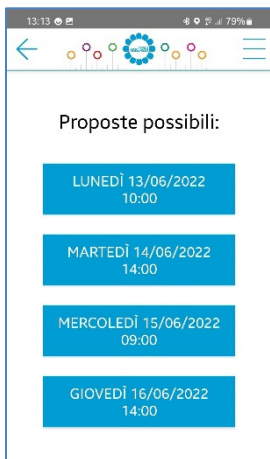 13:13
79%
Proposte possibili:
LUNEDÌ 13/06/2022
10:00
MARTEDÌ 14/06/2022
14:00
MERCOLEDÌ 15/06/2022
09:00
GIOVEDÌ 16/06/2022
14:00